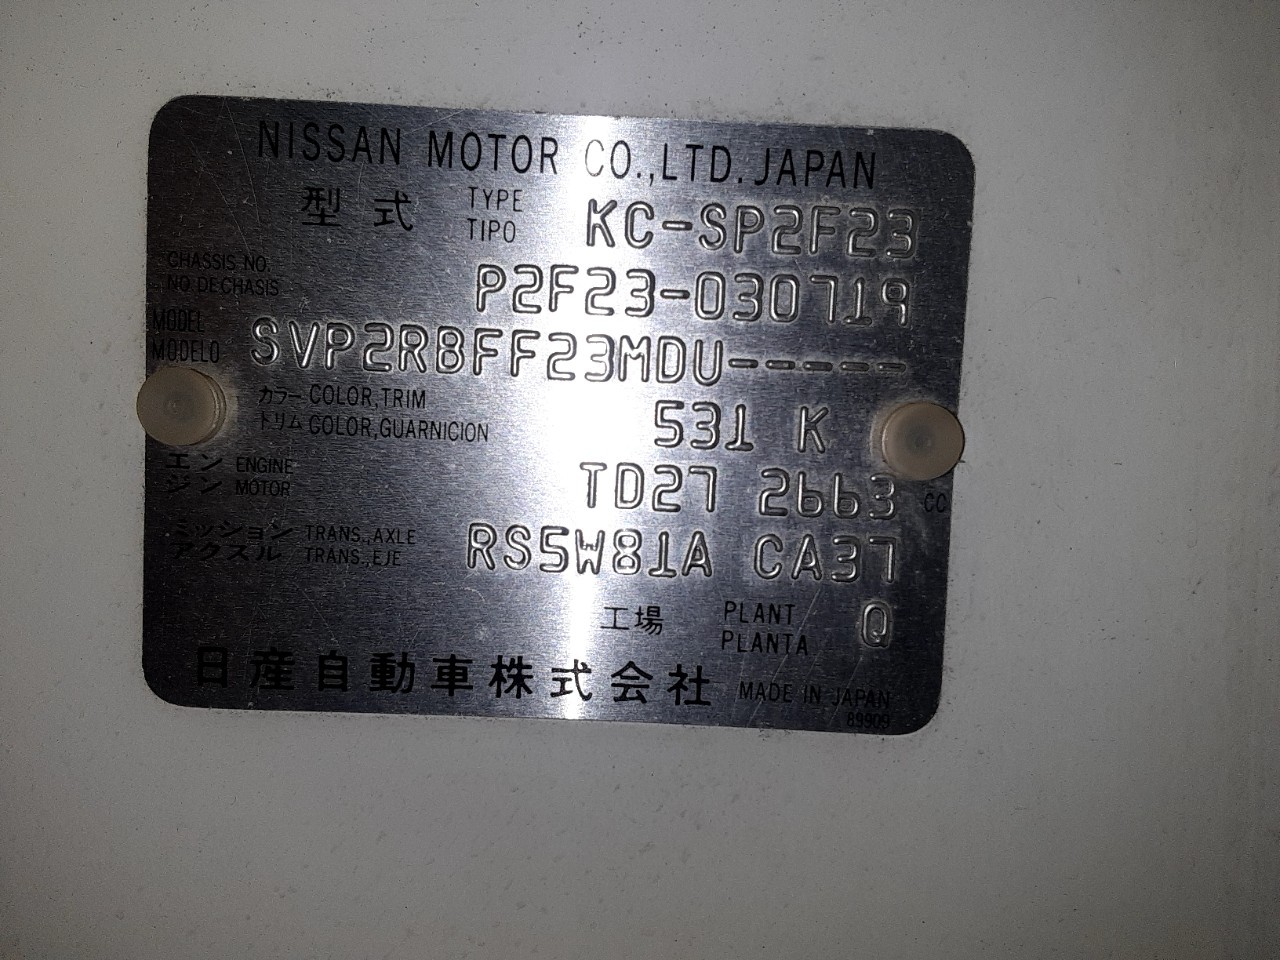 NISSAN MOTOR CO.,LTD.JAPAN
型式 TYPE TIPO KC-SP2F23
CHASSIS NO. NO.DECHASIS P2F23-030719
MODEL MODELO SVP2RBFF23MDU-----
カラー COLOR,TRIM
トリム COLOR,GUARNICION 531 K
エンジン ENGINE MOTOR TD27 2663 CC
ミッション TRANS.,AXLE
アクスル TRANS.,EJE RS5W81A CA37
工場 PLANT PLANTA Q
日産自動車株式会社 MADE IN JAPAN
89909